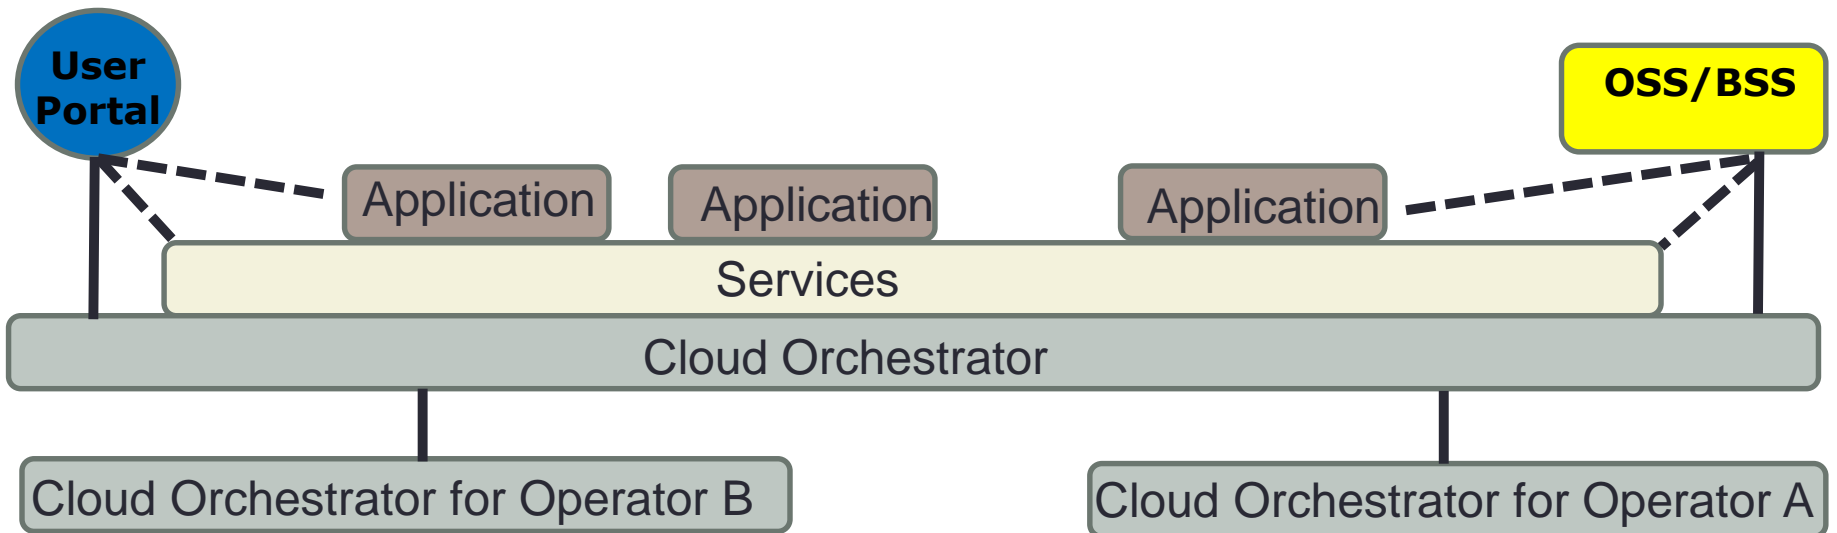 User
Portal
OSS/BSS
Application
Application
Application
Services
Cloud Orchestrator
Cloud Orchestrator for Operator B
Cloud Orchestrator for Operator A